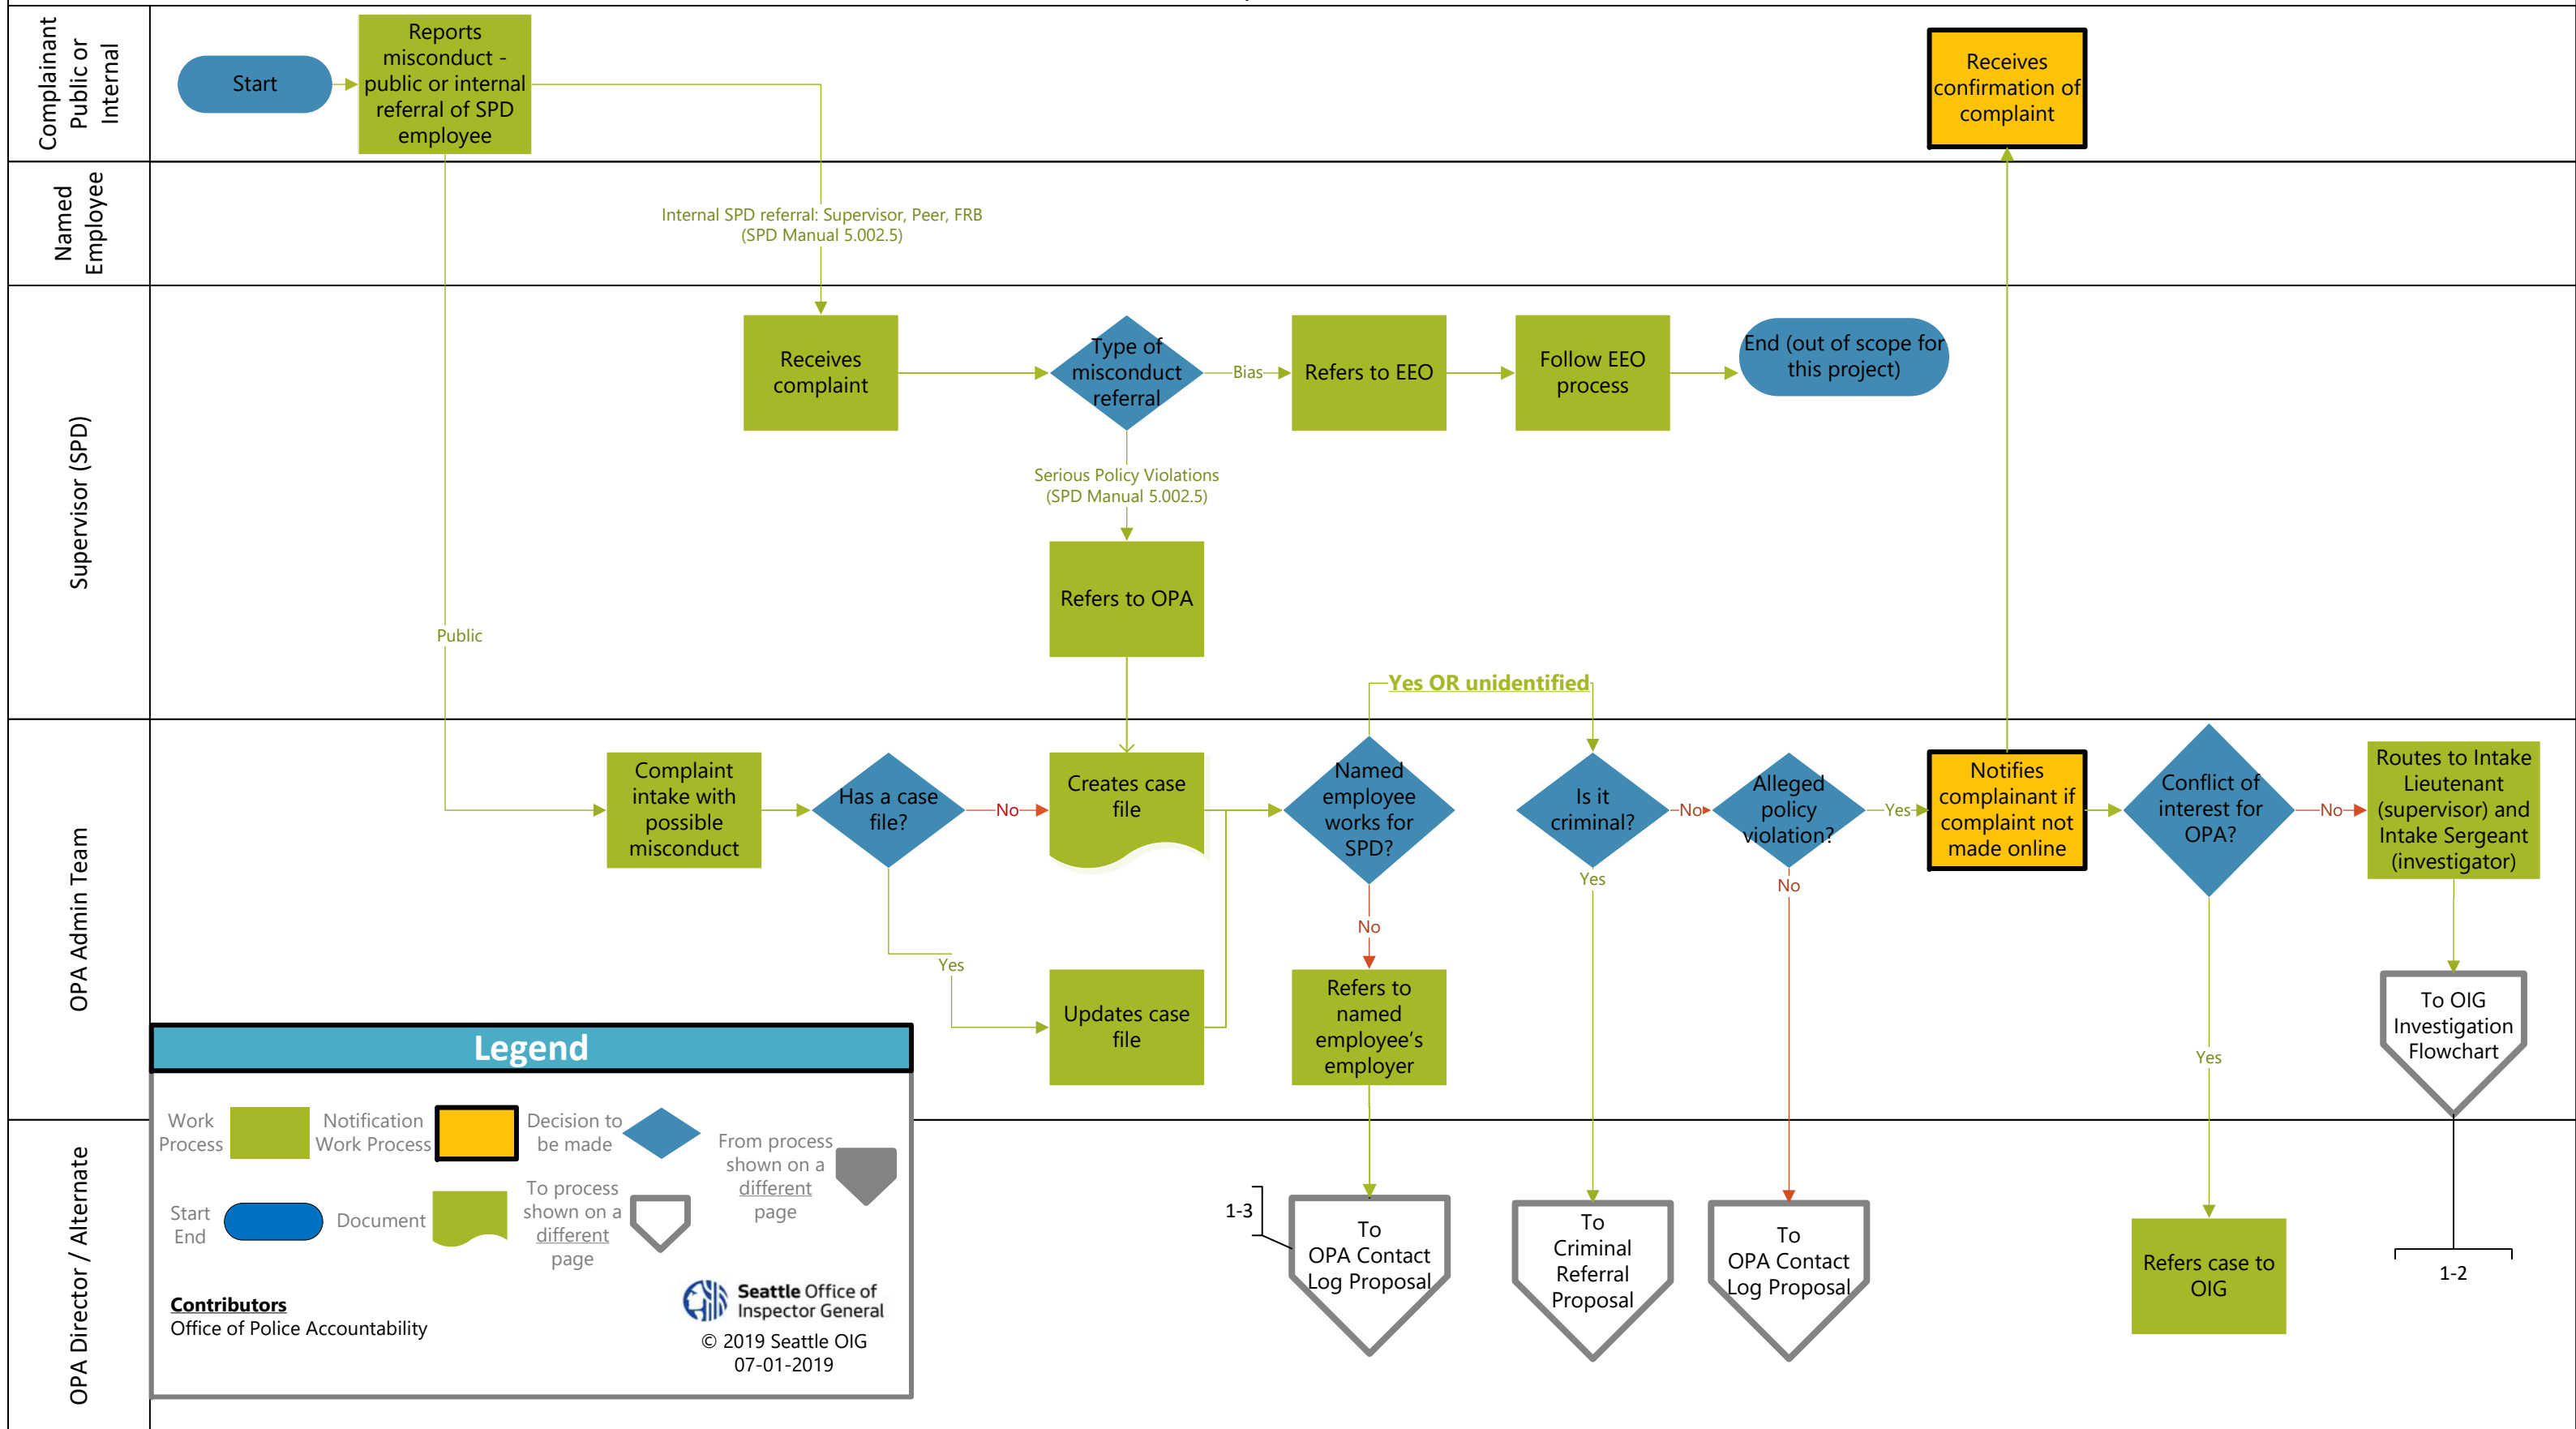 Complainant
Public or
Internal
Start
Reports
misconduct -
public or internal
referral of SPD
employee
Receives
confirmation of
complaint
Named
Employee
Internal SPD referral: Supervisor, Peer, FRB
(SPD Manual 5.002.5)
Supervisor (SPD)
Receives
complaint
Type of
misconduct
referral
Bias
Refers to EEO
Follow EEO
process
End (out of scope for
this project)
Serious Policy Violations
(SPD Manual 5.002.5)
Refers to OPA
Public
Yes OR unidentified
OPA Admin Team
Complaint
intake with
possible
misconduct
Has a case
file?
No
Creates case
file
Named
employee
works for
SPD?
Is it
criminal?
No
Alleged
policy
violation?
Yes
Notifies
complainant if
complaint not
made online
Conflict of
interest for
OPA?
No
Routes to Intake
Lieutenant
(supervisor) and
Intake Sergeant
(investigator)
Yes
No
No
Yes
Updates case
file
Refers to
named
employee's
employer
Yes
To OIG
Investigation
Flowchart
OPA Director / Alternate
1-3
To
OPA Contact
Log Proposal
To
Criminal
Referral
Proposal
To
OPA Contact
Log Proposal
Refers case to
OIG
1-2
Legend
Work
Process
Notification
Work Process
Decision to
be made
From process
shown on a
different
page
Start
End
Document
To process
shown on a
different
page
Contributors
Office of Police Accountability
Seattle Office of
Inspector General
© 2019 Seattle OIG
07-01-2019